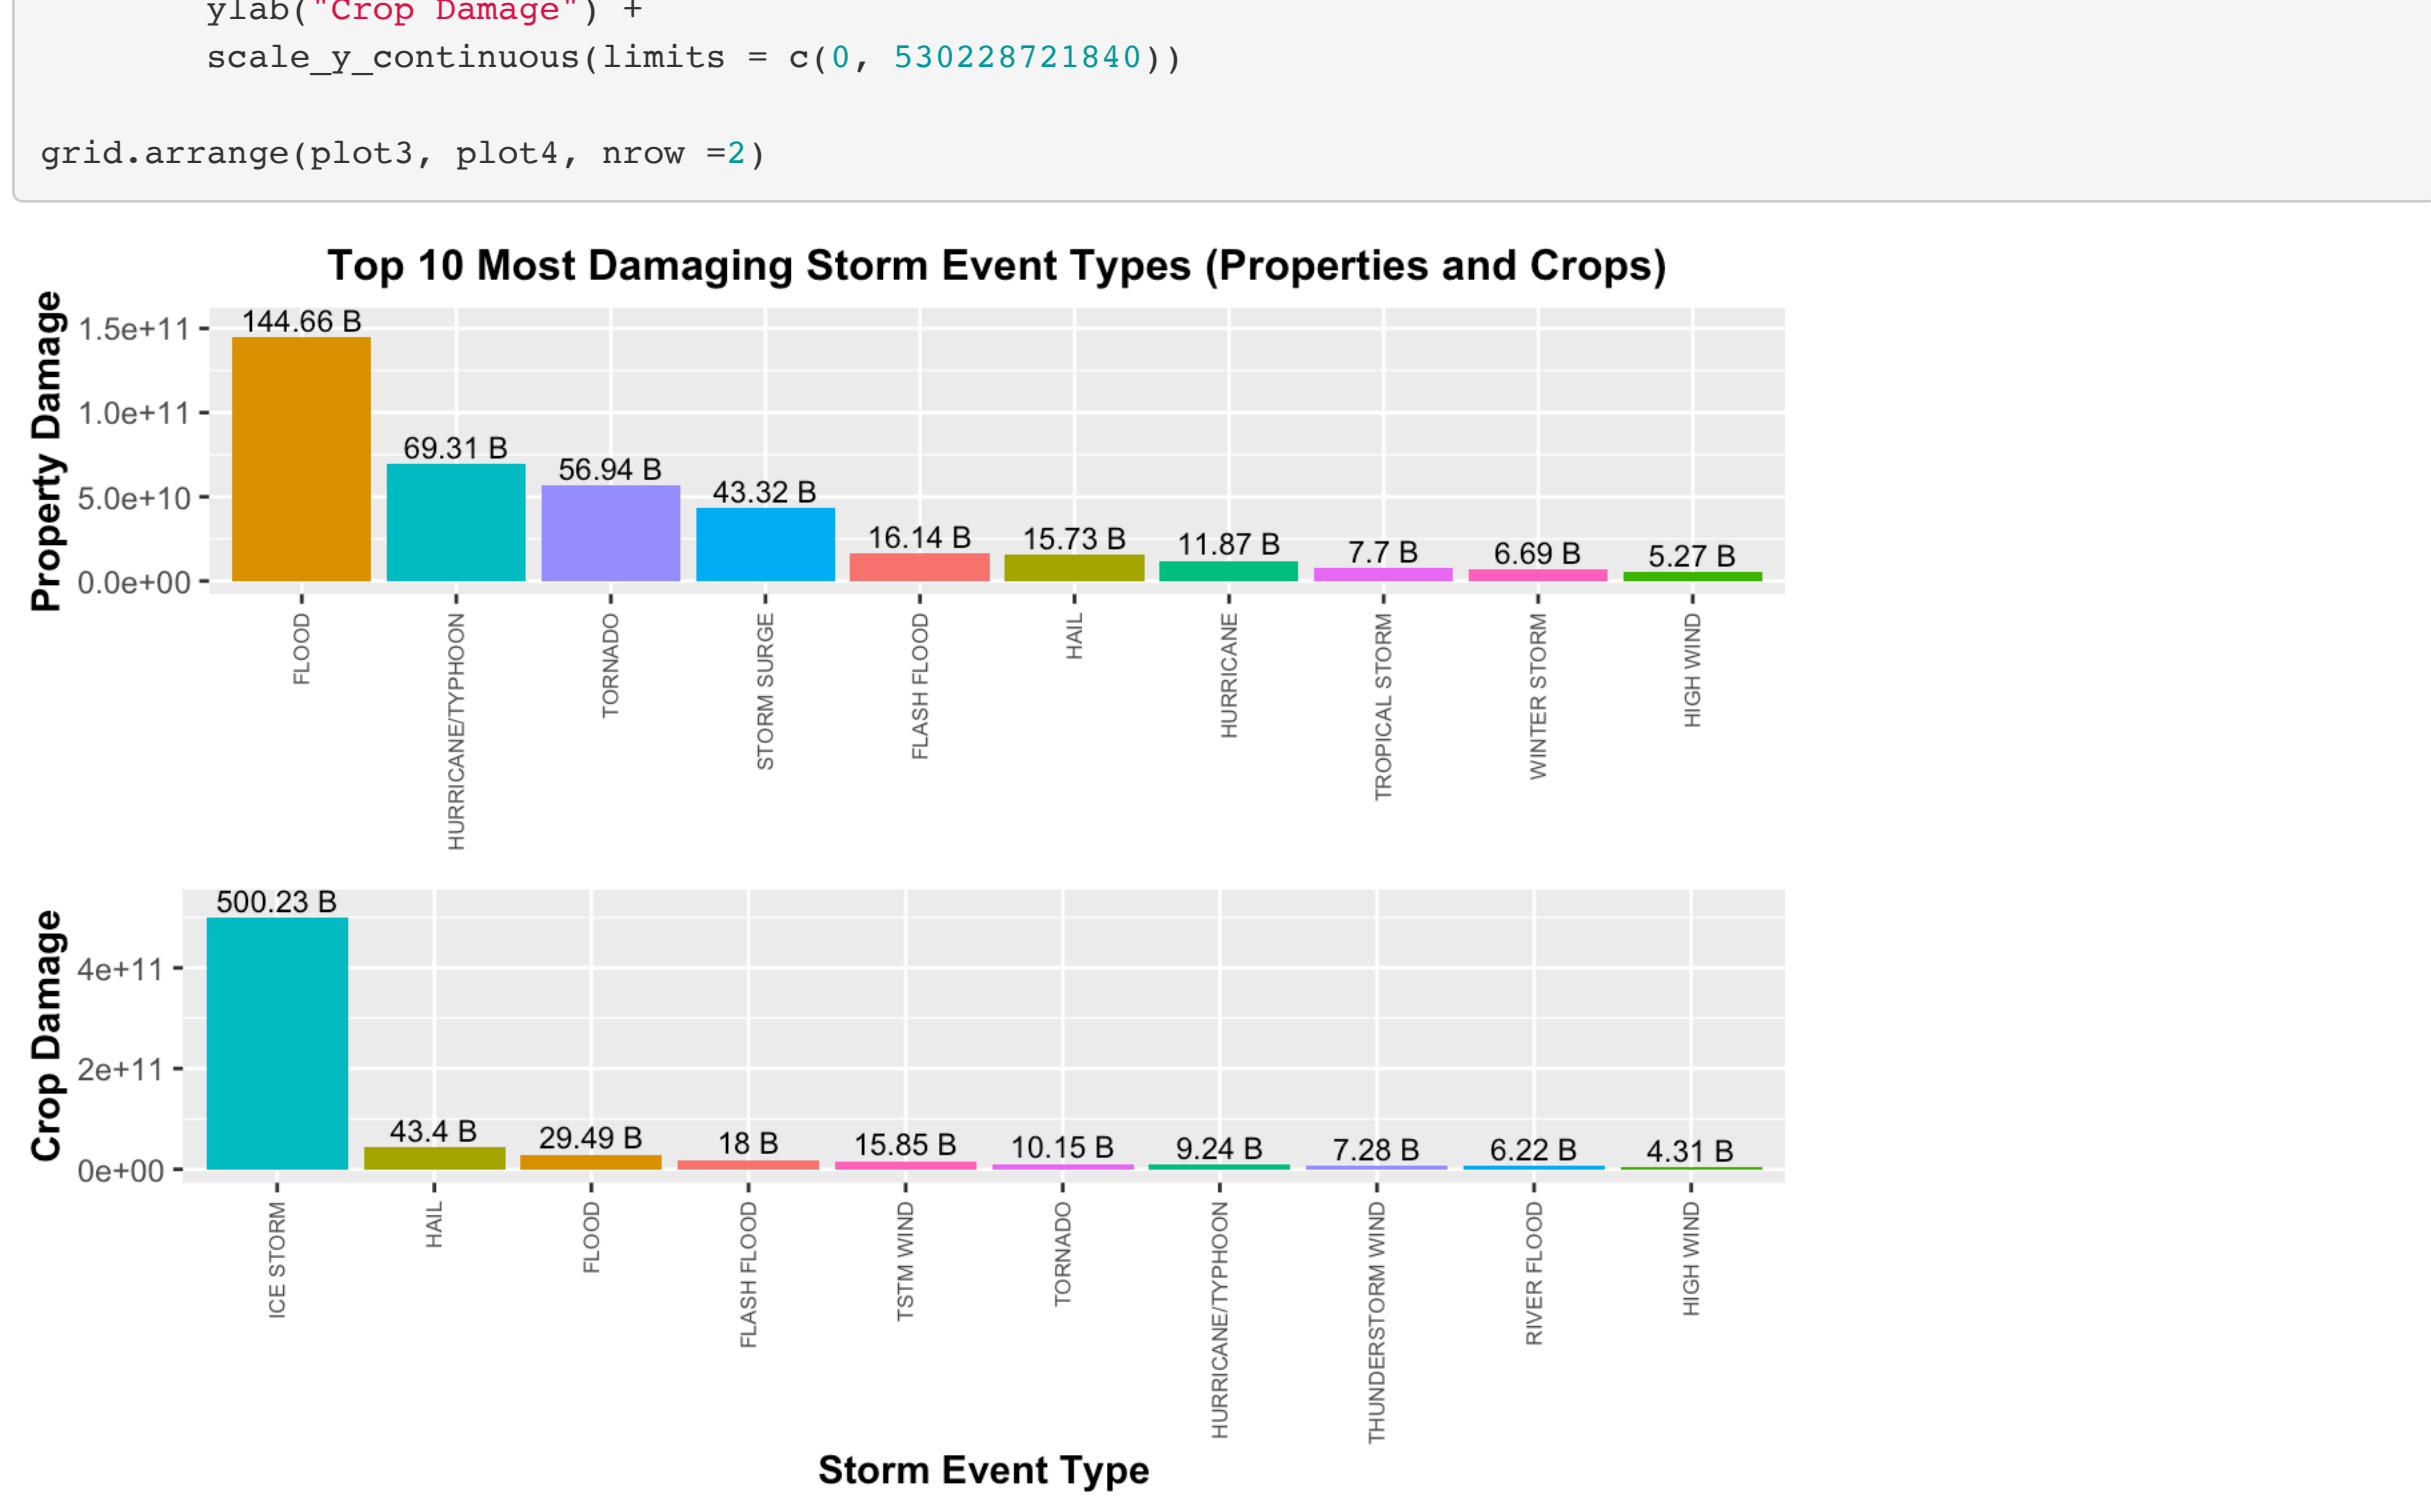 ylab("Crop Damage") +
scale_y_continuous(limits = c(0, 530228721840))
grid.arrange(plot3, plot4, nrow =2)
Top 10 Most Damaging Storm Event Types (Properties and Crops)
Property Damage
1.5e+11
1.0e+11
5.0e+10
0.0e+00
144.66 B
69.31 B
56.94 B
43.32 B
16.14 B
15.73 B
11.87 B
7.7 B
6.69 B
5.27 B
FLOOD
HURRICANE/TYPHOON
TORNADO
STORM SURGE
FLASH FLOOD
HAIL
HURRICANE
TROPICAL STORM
WINTER STORM
HIGH WIND
Crop Damage
4e+11
2e+11
0e+00
500.23 B
43.4 B
29.49 B
18 B
15.85 B
10.15 B
9.24 B
7.28 B
6.22 B
4.31 B
ICE STORM
HAIL
FLOOD
FLASH FLOOD
TSTM WIND
TORNADO
HURRICANE/TYPHOON
THUNDERSTORM WIND
RIVER FLOOD
HIGH WIND
Storm Event Type